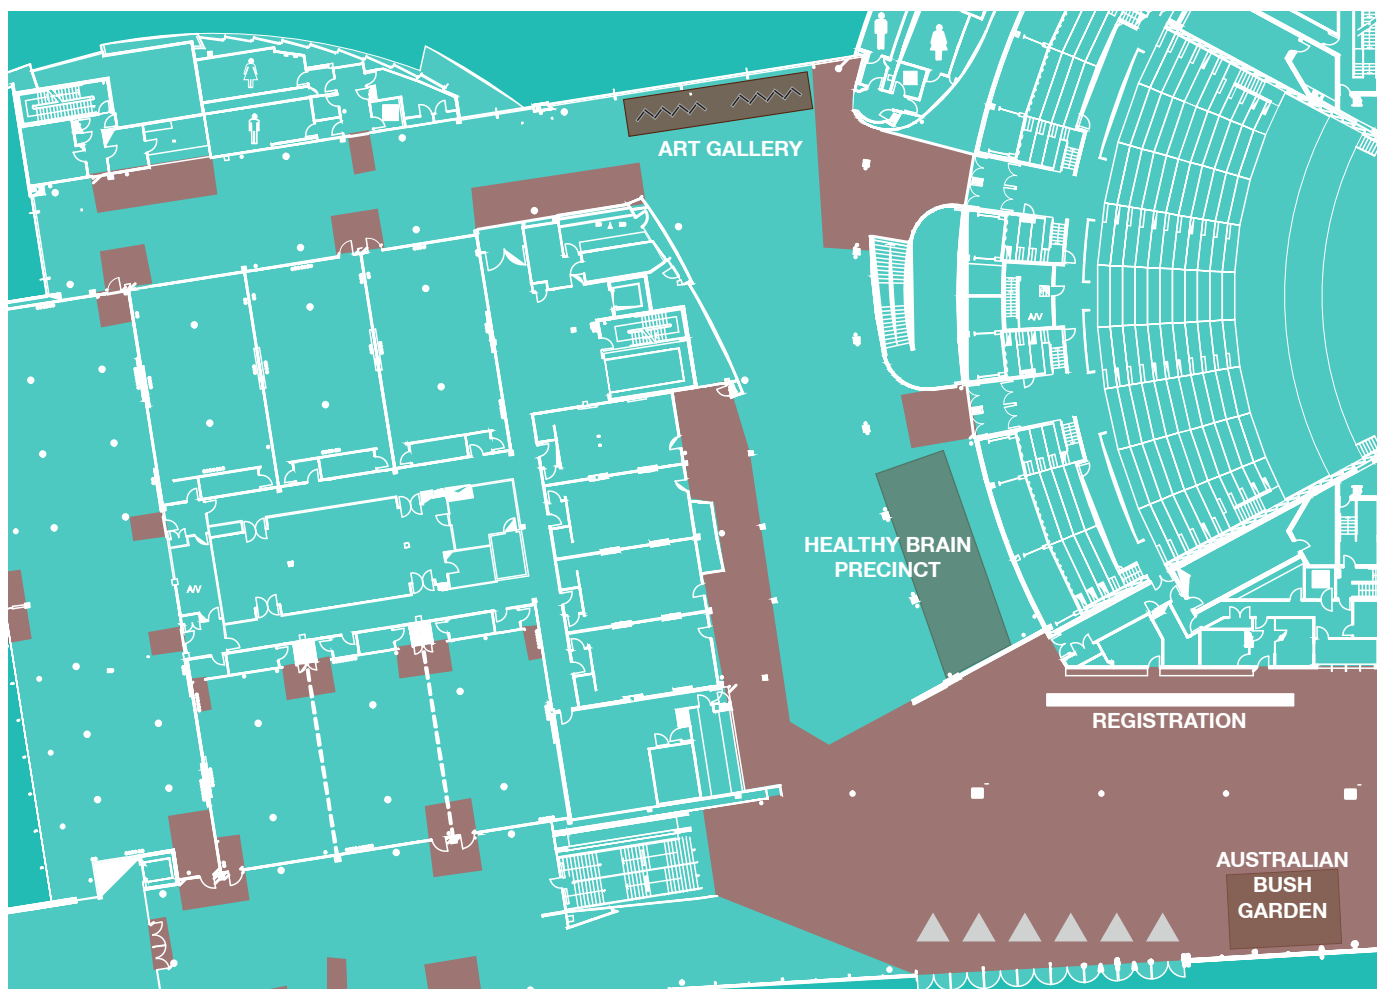 ART GALLERY
A/V
HEALTHY BRAIN
PRECINCT
A/V
REGISTRATION
AUSTRALIAN
BUSH
GARDEN